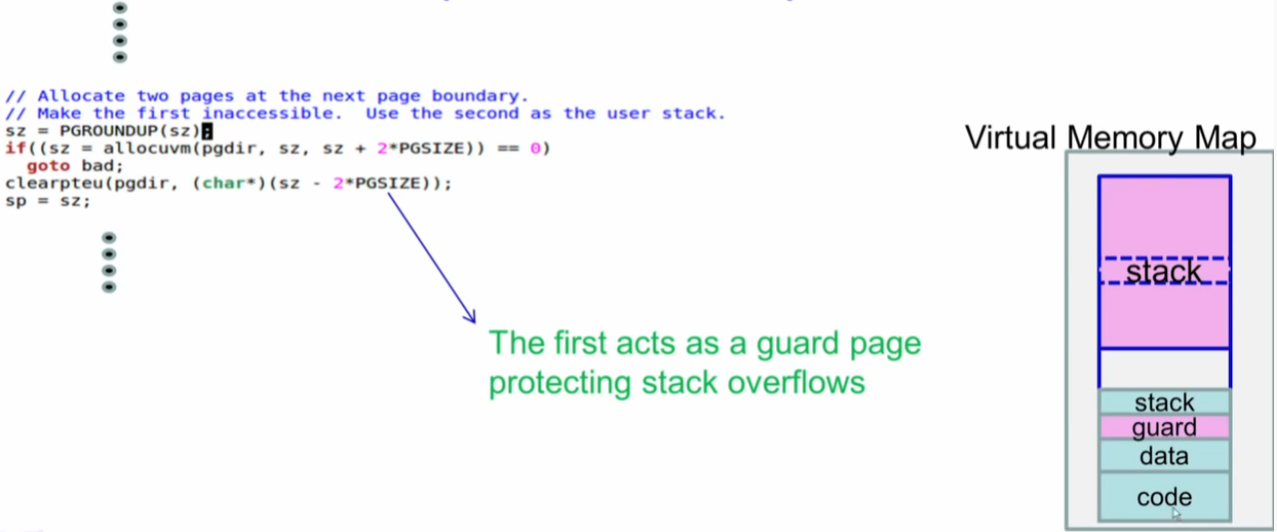 // Allocate two pages at the next page boundary.
// Make the first inaccessible.  Use the second as the user stack.
sz = PGROUNDUP(sz);
if((sz = allocuvm(pgdir, sz, sz + 2*PGSIZE)) == 0)
  goto bad;
clearpteu(pgdir, (char*)(sz - 2*PGSIZE));
sp = sz;
The first acts as a guard page
protecting stack overflows
Virtual Memory Map
stack
stack
guard
data
code